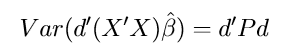 Var(d′(X′X)β̂) = d′Pd